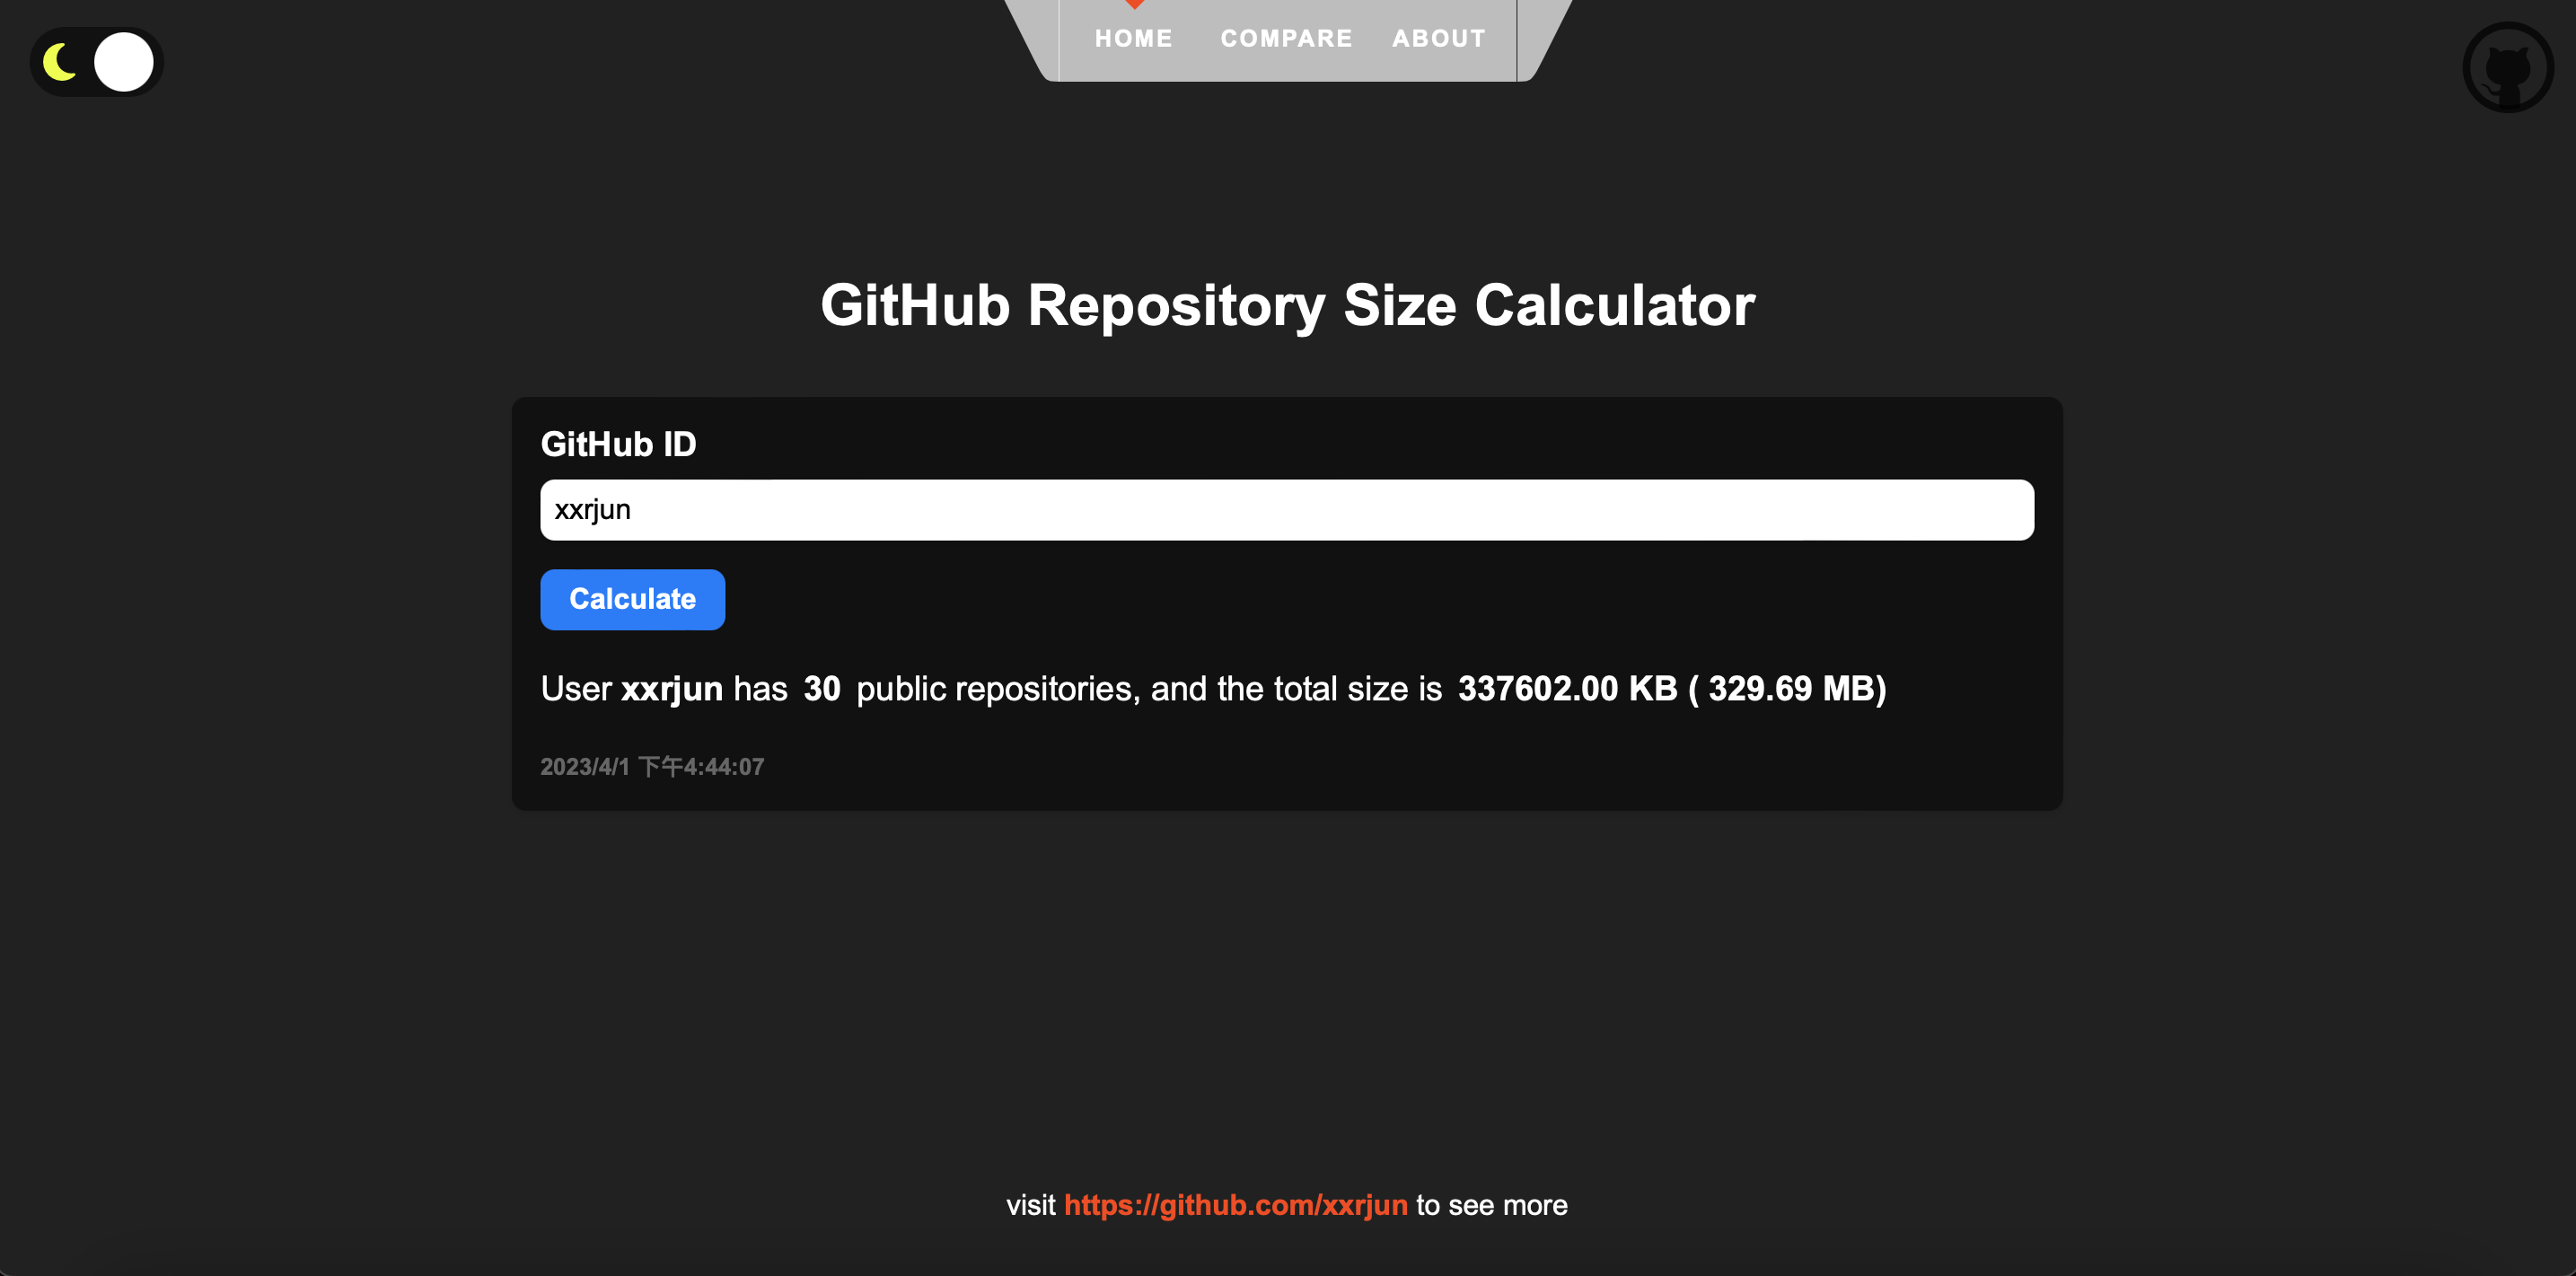 HOME COMPARE ABOUT
GitHub Repository Size Calculator
GitHub ID
xxrjun
Calculate
User xxrjun has 30 public repositories, and the total size is 337602.00 KB ( 329.69 MB)
2023/4/1 下午4:44:07
visit https://github.com/xxrjun to see more